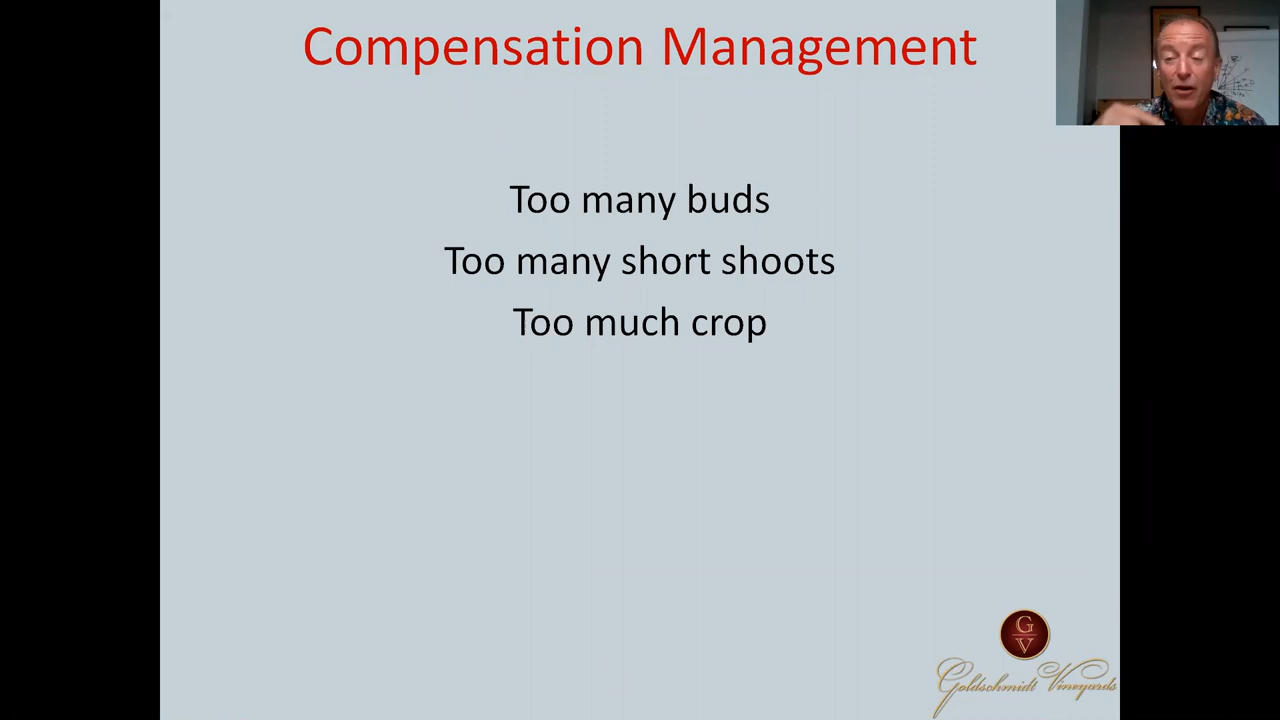 Compensation Management
Too many buds
Too many short shoots
Too much crop
G
V
Goldschmidt Vineyards